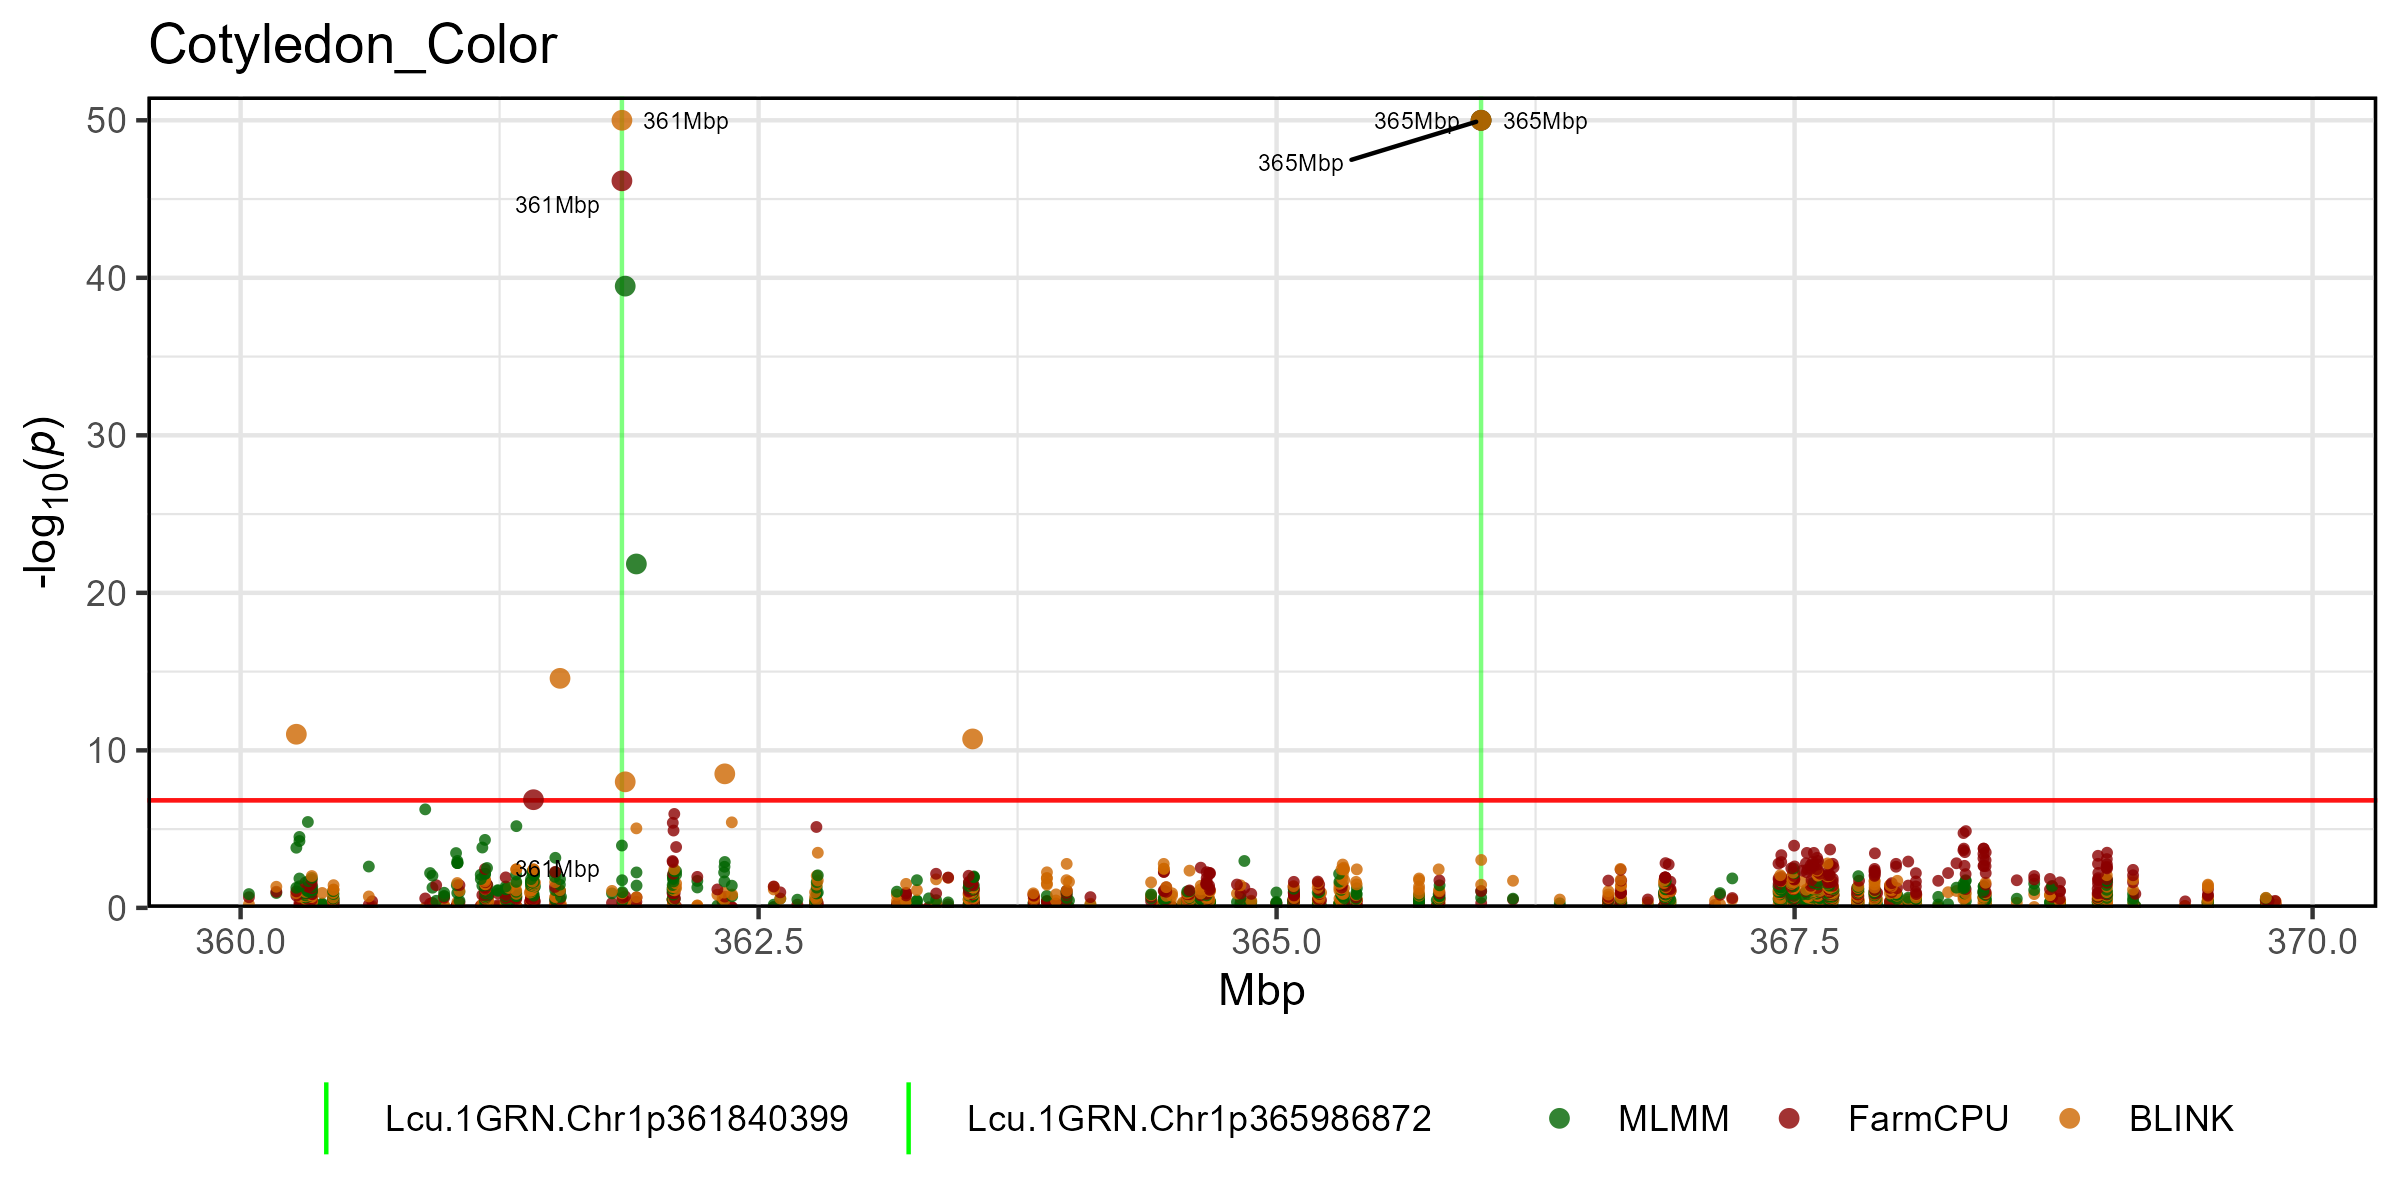 Cotyledon_Color
50
361Mbp
365Mbp
365Mbp
365Mbp
361Mbp
40
30
20
10
361Mbp
0
-log10(p)
360.0
362.5
365.0
367.5
370.0
Mbp
Lcu.1GRN.Chr1p361840399
Lcu.1GRN.Chr1p365986872
MLMM
FarmCPU
BLINK